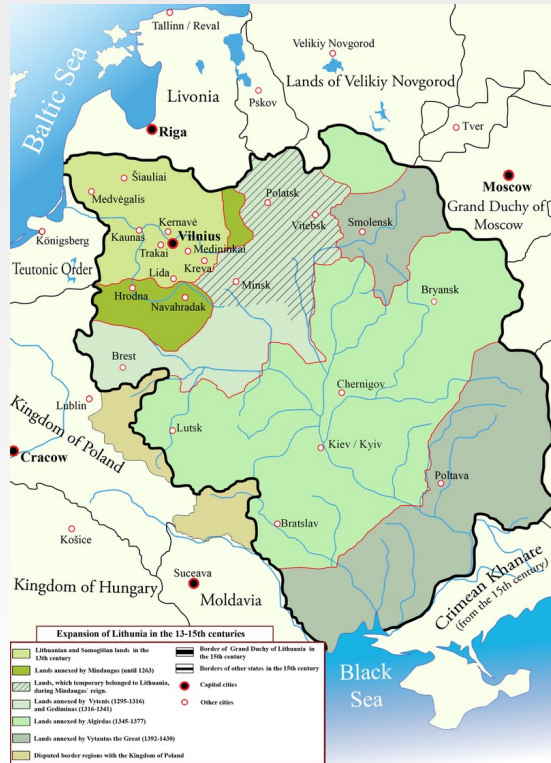 Tallinn / Reval
Velikiy Novgorod
Baltic Sea
Livonia
Lands of Velikiy Novgorod
Pskov
Tver
Riga
Šiauliai
Moscow
Medvėgalis
Polatsk
Grand Duchy of
Moscow
Kernavė
Vitebsk
Smolensk
Königsberg
Kaunas
Vilnius
Trakai
Medininkai
Teutonic Order
Kreva
Lida
Minsk
Hrodna
Bryansk
Navahradak
Brest
Chernigov
Lublin
Kingdom of Poland
Lutsk
Cracow
Kiev / Kyiv
Poltava
Bratslav
Košice
Kingdom of Hungary
Suceava
Moldavia
Crimean Khanate
(from the 15th century)
Black
Sea
Expansion of Lithunia in the 13-15th centuries
Lithuanian and Samogitian lands in the
13th century
Lands annexed by Mindaugas (until 1263)
Lands, which temporary belonged to Lithuania,
during Mindaugas' reign.
Lands annexed by Vytenis (1295-1316)
and Gediminas (1316-1341)
Disputed border regions with the Kingdom of Poland
Border of Grand Duchy of Lithuania in
the 15th century
Borders of other states in the 15th century
Capital cities
Other cities
Lands annexed by Algirdas (1345-1377)
Lands annexed by Vytautas the Great (1392-1430)